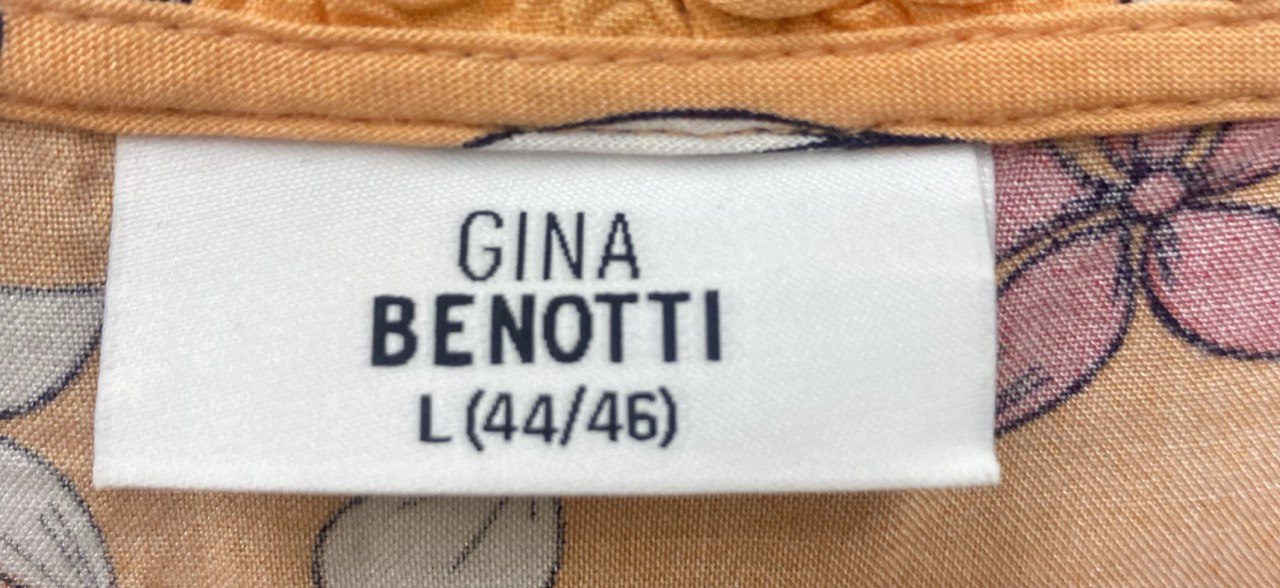 GINA
BENOTTI
L (44/46)